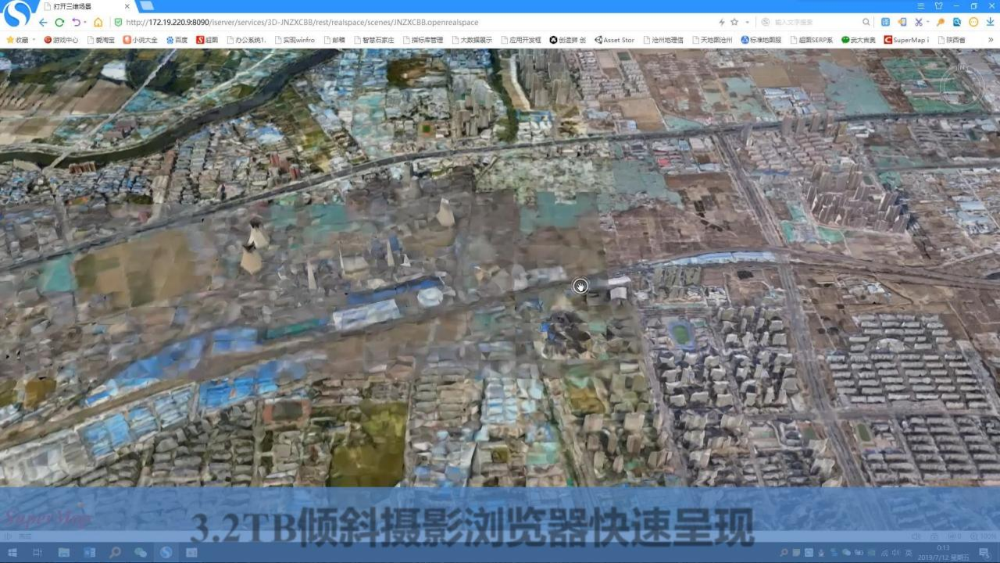 打开三维场景
http://172.19.220.9:8090/iserver/services/3D-JNZXCBB/rest/realspace/scenes/JNZXCBB.openrealspace
输入文字搜索
收藏 游戏中心 爱淘宝 小说大全 百度 超图 办公系统1. 实现winfro 邮箱 智慧石家庄 指标库管理 大数据展示 应用开发框 创造狮 创 Asset Stor 沧州地理信 天地图沧州 标准地图服 超图SERP系 武大吉奥 SuperMap i 陕西省
SuperMap
3.2TB倾斜摄影浏览器快速呈现
完成
100%
英
0:13
2019/7/12 星期五